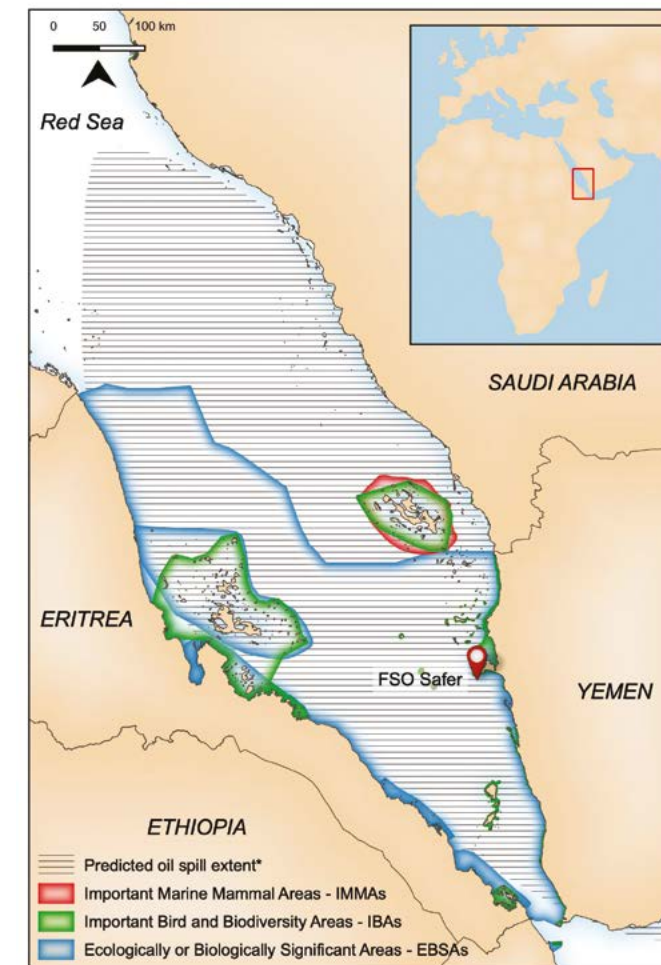 0 50 100 km
Red Sea
SAUDI ARABIA
ERITREA
FSO Safer
YEMEN
ETHIOPIA
Predicted oil spill extent*
Important Marine Mammal Areas - IMMAs
Important Bird and Biodiversity Areas - IBAs
Ecologically or Biologically Significant Areas - EBSAs